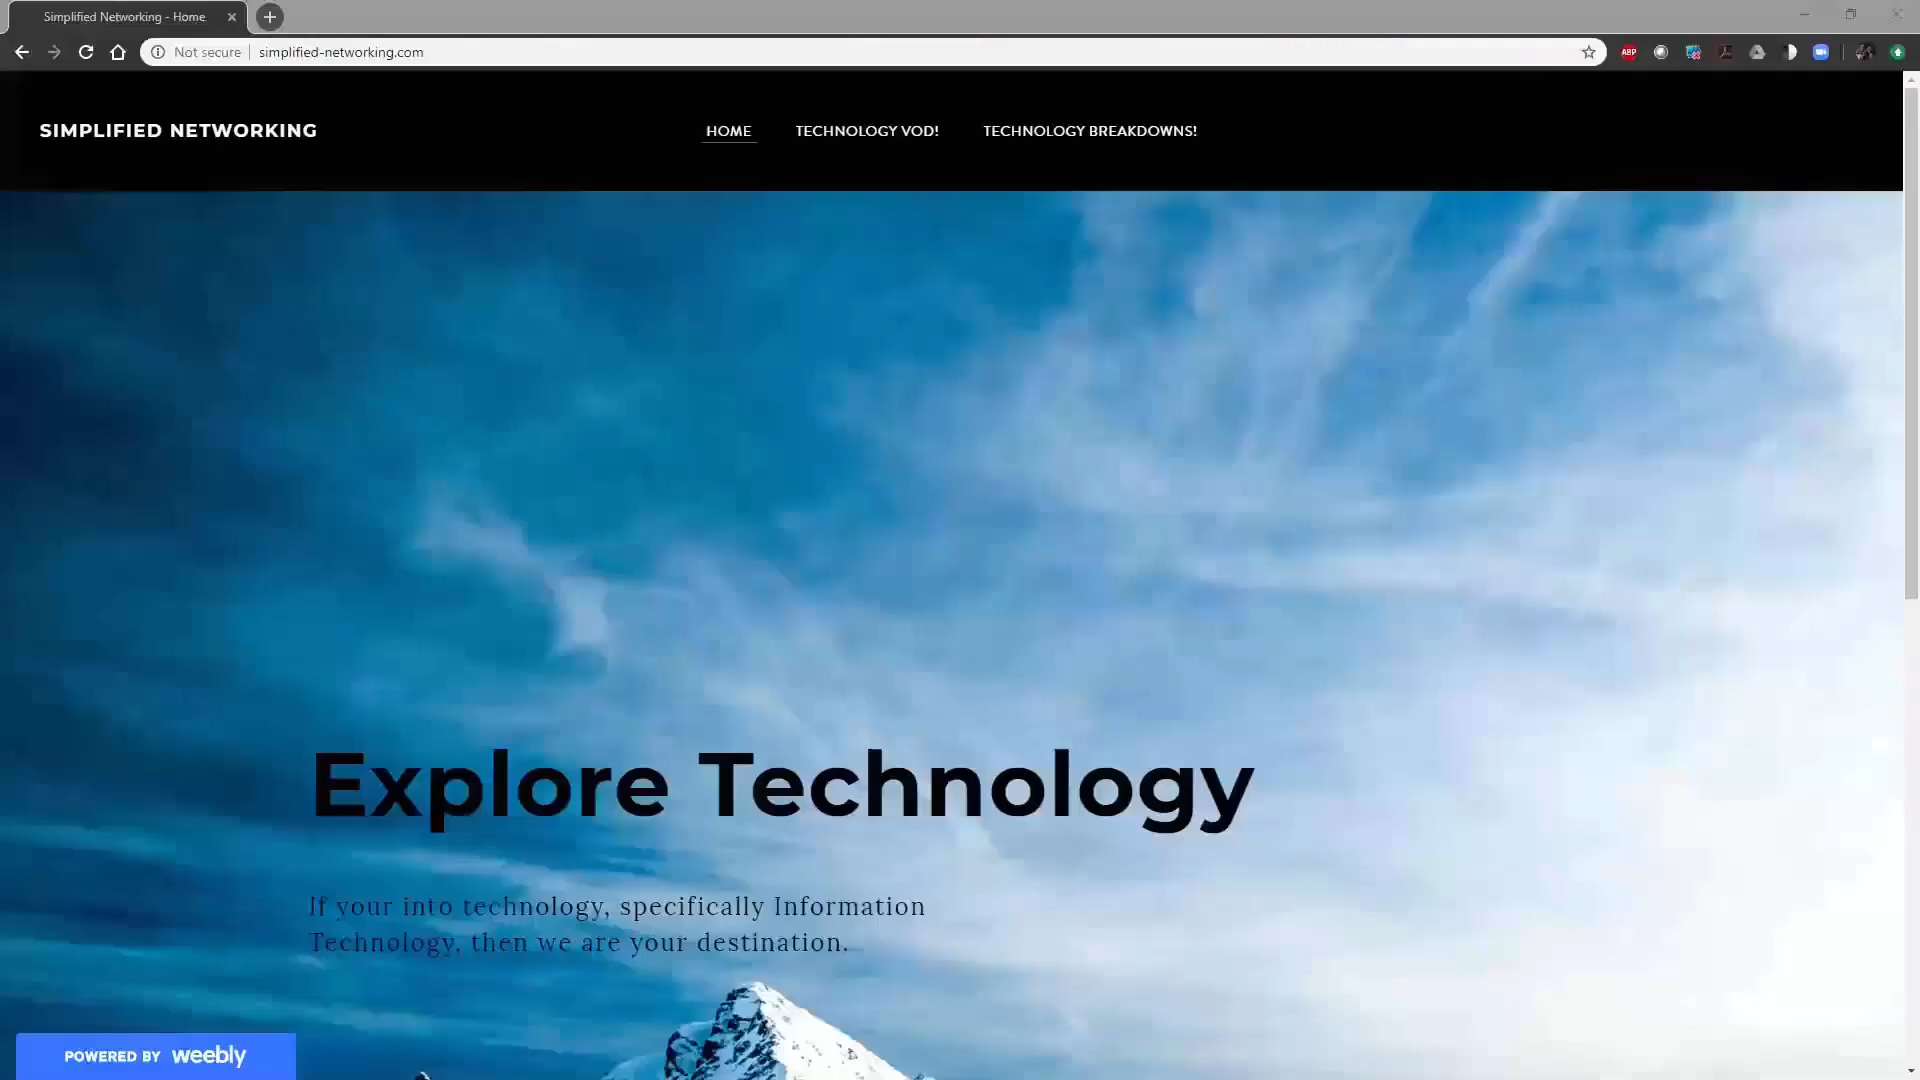 Simplified Networking - Home
Not secure
simplified-networking.com
ABP
SIMPLIFIED NETWORKING
HOME
TECHNOLOGY VOD!
TECHNOLOGY BREAKDOWNS!
Explore Technology
If your into technology, specifically Information
Technology, then we are your destination.
POWERED BY weebly